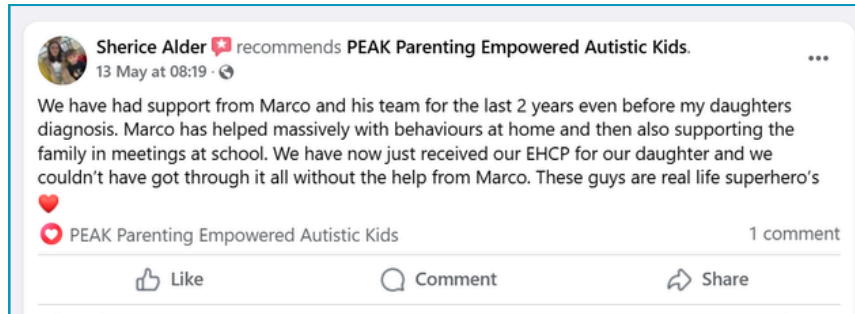 Sherice Alder recommends PEAK Parenting Empowered Autistic Kids.
13 May at 08:19 ·
We have had support from Marco and his team for the last 2 years even before my daughters
diagnosis. Marco has helped massively with behaviours at home and then also supporting the
family in meetings at school. We have now just received our EHCP for our daughter and we
couldn't have got through it all without the help from Marco. These guys are real life superhero's
❤️
PEAK Parenting Empowered Autistic Kids 1 comment
Like Comment Share